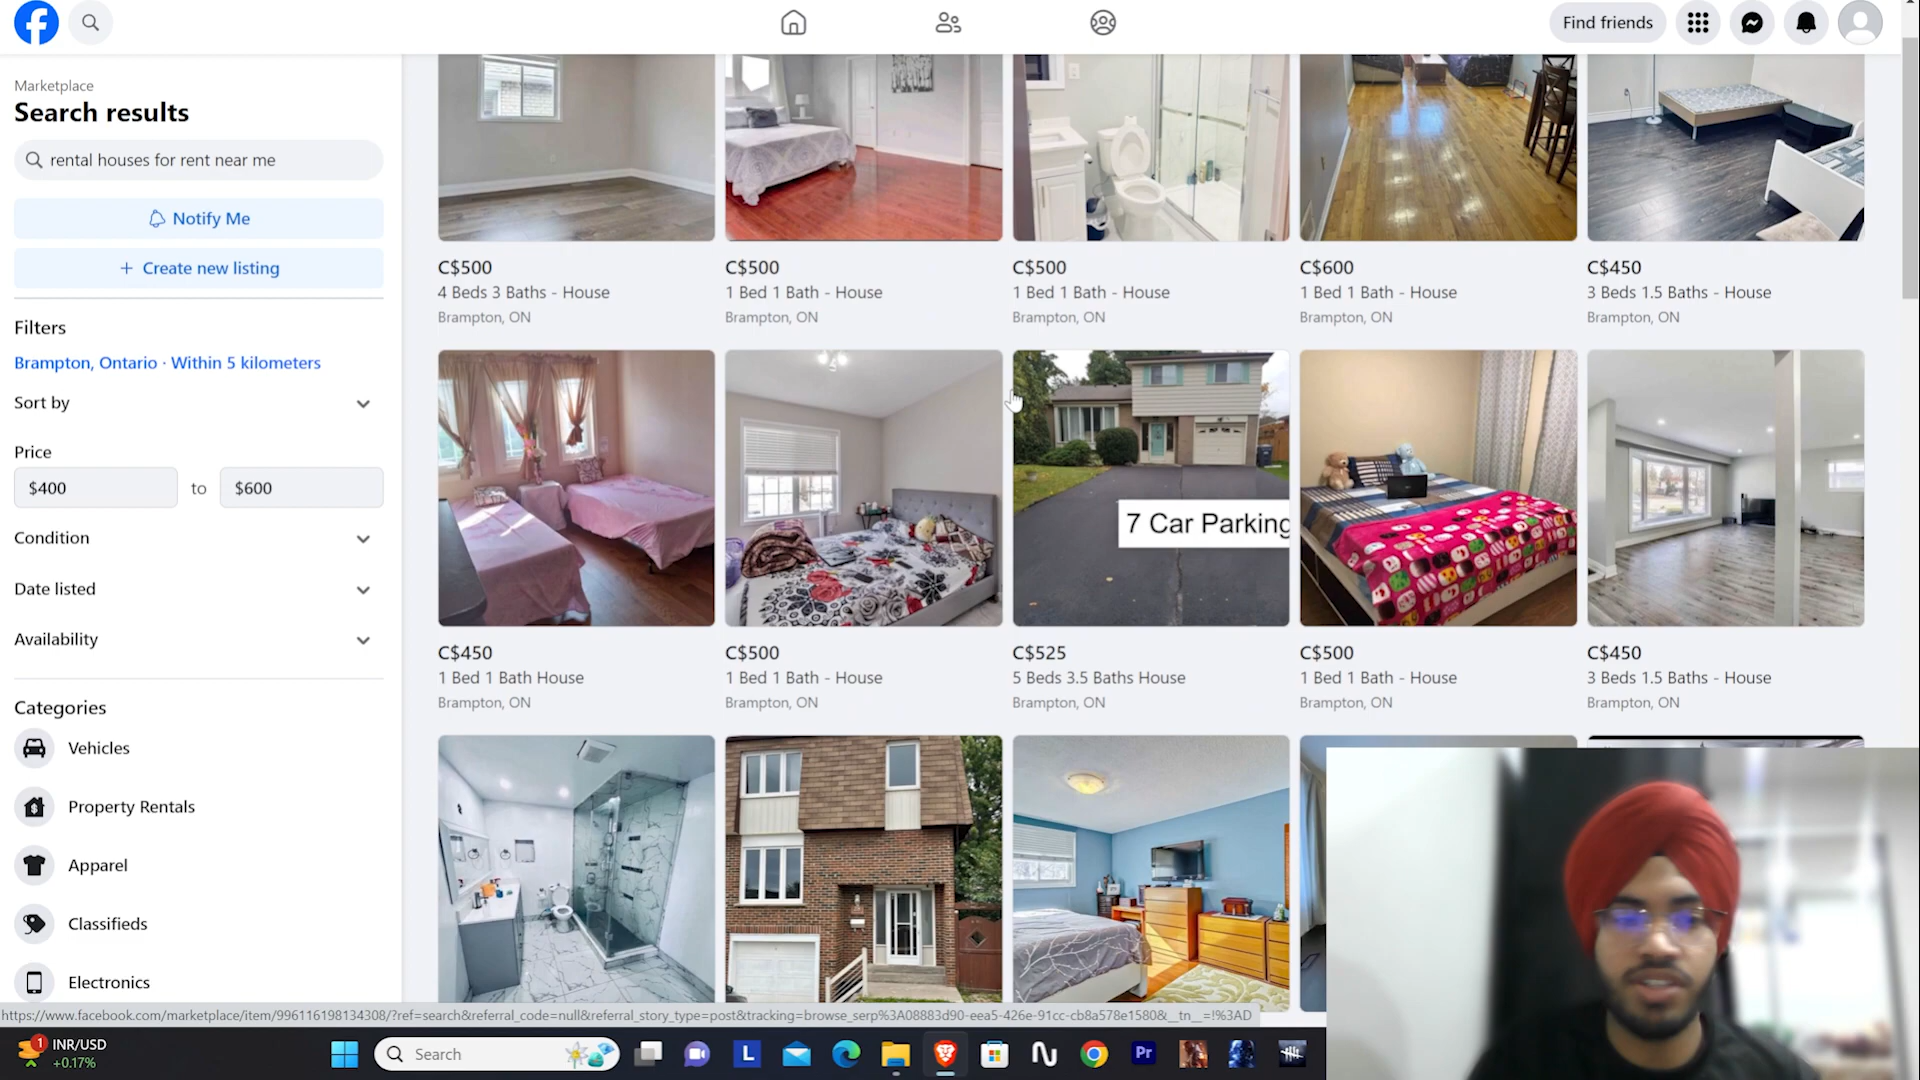 Find friends
Marketplace
Search results
rental houses for rent near me
Notify Me
+ Create new listing
Filters
Brampton, Ontario · Within 5 kilometers
Sort by
Price
$400 to $600
Condition
Date listed
Availability
Categories
Vehicles
Property Rentals
Apparel
Classifieds
Electronics
C$500
4 Beds 3 Baths - House
Brampton, ON
C$500
1 Bed 1 Bath - House
Brampton, ON
C$500
1 Bed 1 Bath - House
Brampton, ON
C$600
1 Bed 1 Bath - House
Brampton, ON
C$450
3 Beds 1.5 Baths - House
Brampton, ON
7 Car Parking
C$450
1 Bed 1 Bath House
Brampton, ON
C$500
1 Bed 1 Bath - House
Brampton, ON
C$525
5 Beds 3.5 Baths House
Brampton, ON
C$500
1 Bed 1 Bath - House
Brampton, ON
C$450
3 Beds 1.5 Baths - House
Brampton, ON
https://www.facebook.com/marketplace/item/996116198134308/?ref=search&referral_code=null&referral_story_type=post&tracking=browse_serp%3A08883d90-eea5-426e-91cc-cb8a578e1580&__tn__=!%3AD
1
INR/USD
+0.17%
Search
L
Pr